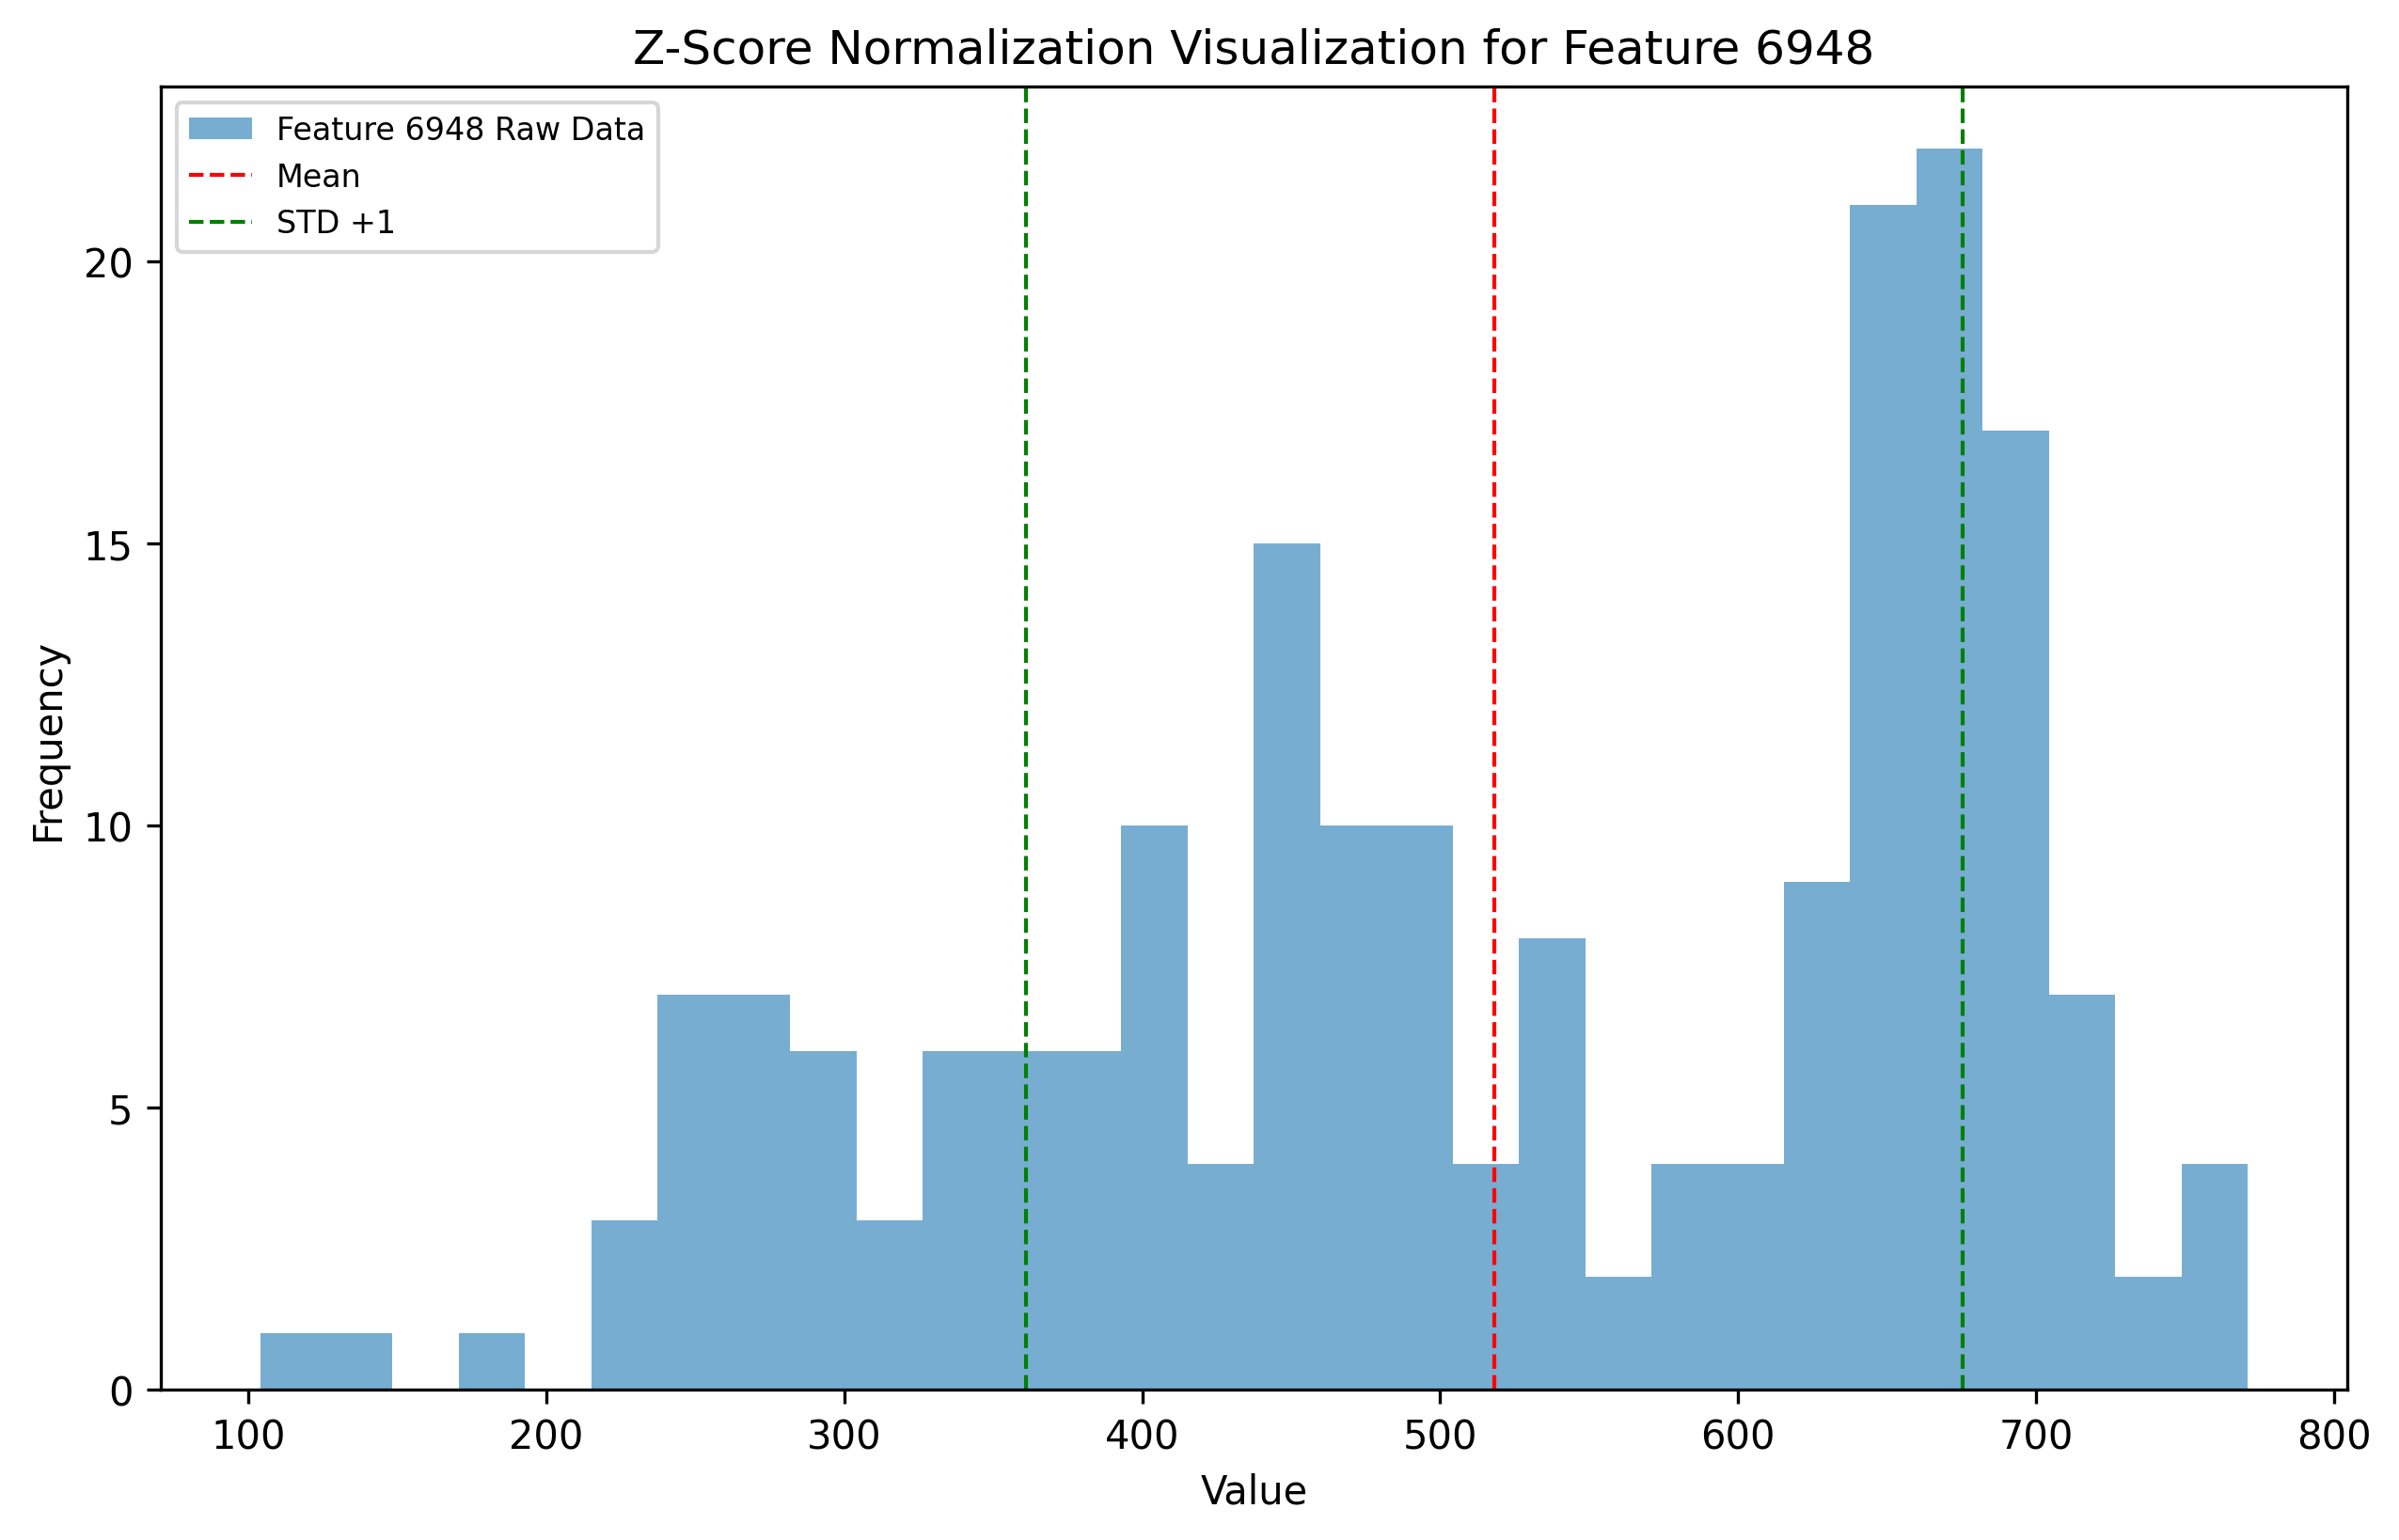 Z-Score Normalization Visualization for Feature 6948
Feature 6948 Raw Data
Mean
STD +1
20
15
10
5
0
Frequency
100 200 300 400 500 600 700 800
Value